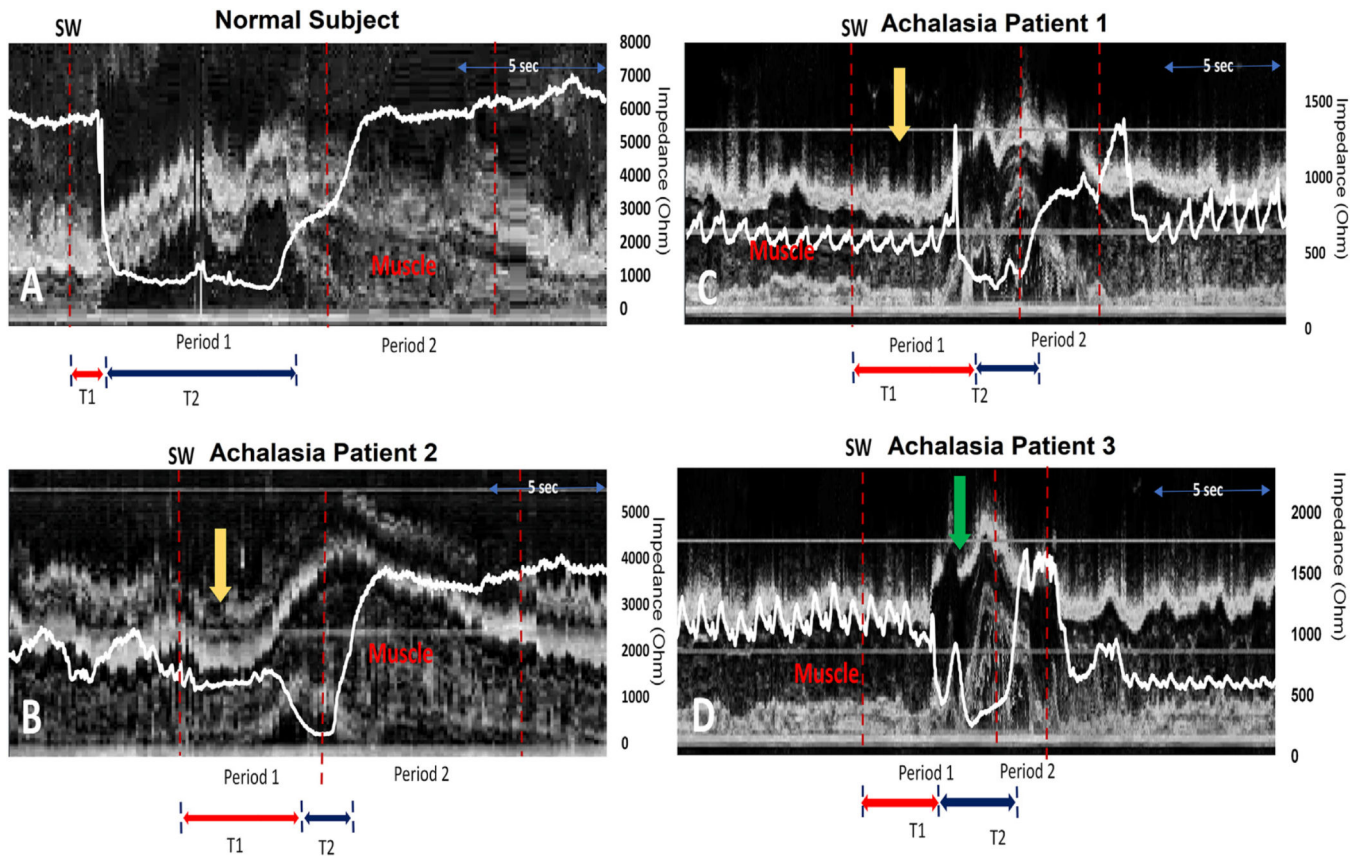 Normal Subject
SW
5 sec
8000
7000
6000
5000
4000
3000
2000
1000
0
Impedance (Ohm)
Muscle
A
Period 1
Period 2
T1
T2
Achalasia Patient 1
SW
5 sec
1500
1000
500
0
Impedance (Ohm)
Muscle
C
Period 1
Period 2
T1
T2
Achalasia Patient 2
SW
5 sec
5000
4000
3000
2000
1000
0
Impedance (Ohm)
Muscle
B
Period 1
Period 2
T1
T2
Achalasia Patient 3
SW
5 sec
2000
1500
1000
500
0
Impedance (Ohm)
Muscle
D
Period 1
Period 2
T1
T2